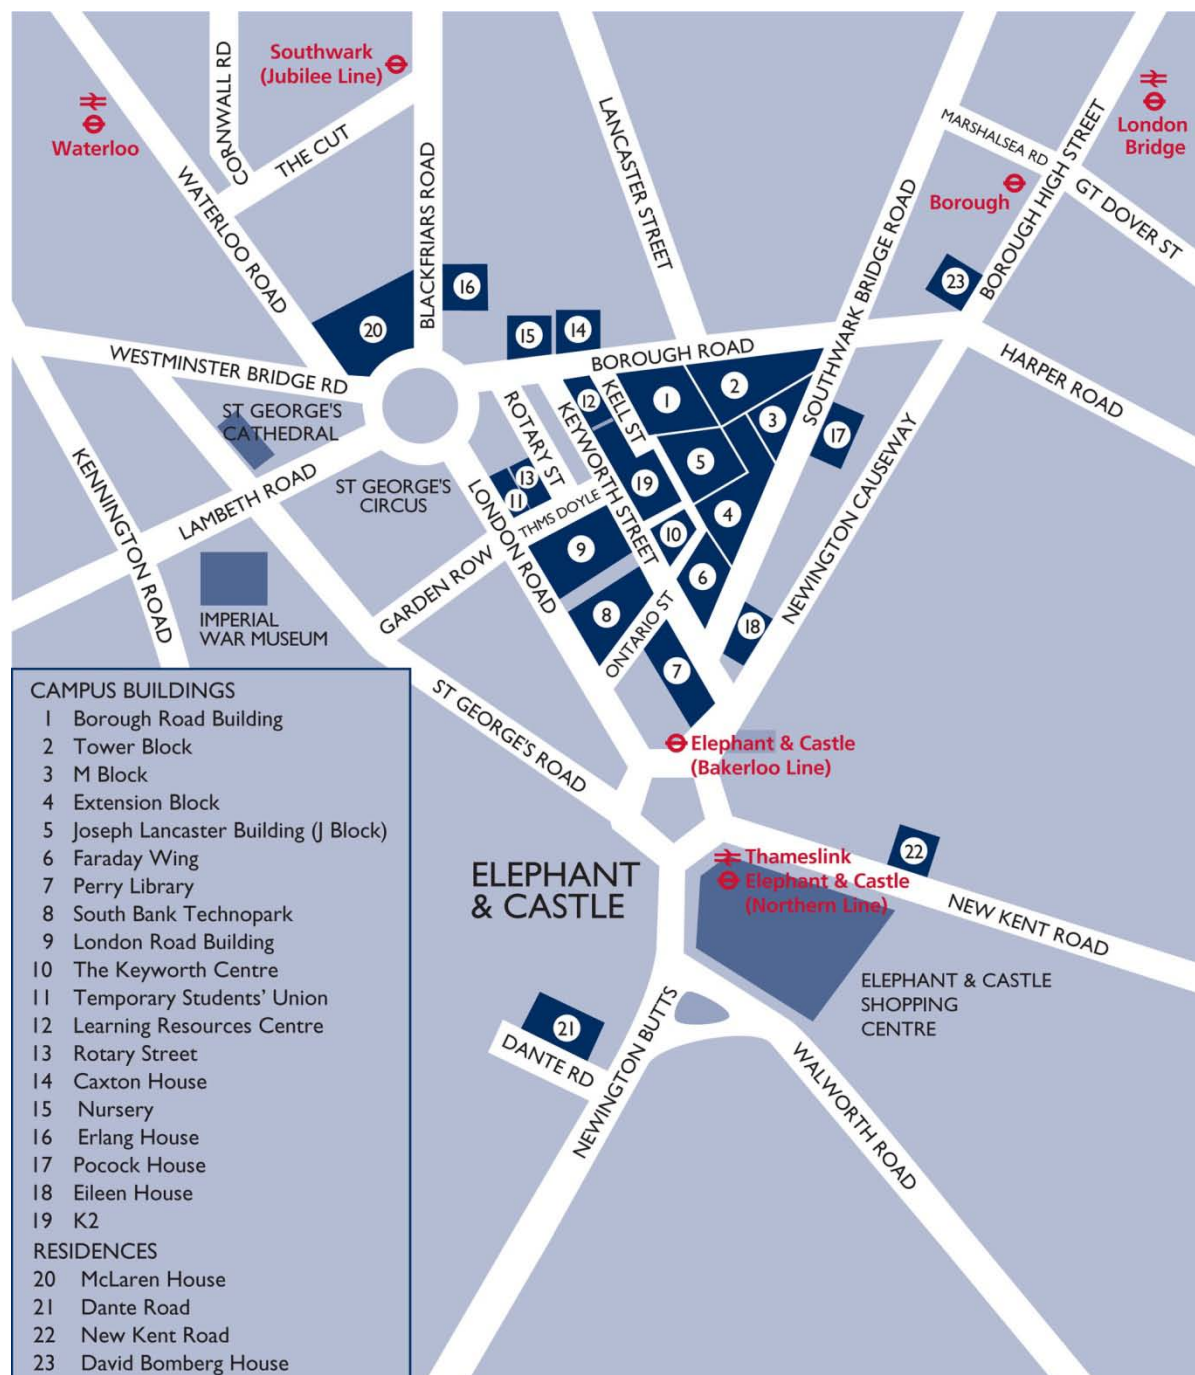 Southwark
(Jubilee Line)
CORNWALL RD
THE CUT
Waterloo
WATERLOO ROAD
BLACKFRIARS ROAD
LANCASTER STREET
SOUTHWARK BRIDGE ROAD
MARSHALSEA RD
BOROUGH HIGH STREET
London
Bridge
Borough
GT DOVER ST
23
16
20
15
14
BOROUGH ROAD
HARPER ROAD
WESTMINSTER BRIDGE RD
ST GEORGE'S
CATHEDRAL
KENNINGTON ROAD
LAMBETH ROAD
ST GEORGE'S
CIRCUS
ROTARY ST
KEYWORTH STREET
KELL ST
12
1
2
3
17
5
13
11
19
4
THMS DOYLE
10
9
6
LONDON ROAD
GARDEN ROW
NEWINGTON CAUSEWAY
IMPERIAL
WAR MUSEUM
8
18
ONTARIO ST
7
ST GEORGE'S ROAD
Elephant & Castle
(Bakerloo Line)
Thameslink
Elephant & Castle
(Northern Line)
22
ELEPHANT
& CASTLE
NEW KENT ROAD
ELEPHANT & CASTLE
SHOPPING
CENTRE
21
DANTE RD
NEWINGTON BUTTS
WALWORTH ROAD
CAMPUS BUILDINGS
1 Borough Road Building
2 Tower Block
3 M Block
4 Extension Block
5 Joseph Lancaster Building (J Block)
6 Faraday Wing
7 Perry Library
8 South Bank Technopark
9 London Road Building
10 The Keyworth Centre
11 Temporary Students' Union
12 Learning Resources Centre
13 Rotary Street
14 Caxton House
15 Nursery
16 Erlang House
17 Pocock House
18 Eileen House
19 K2
RESIDENCES
20 McLaren House
21 Dante Road
22 New Kent Road
23 David Bomberg House